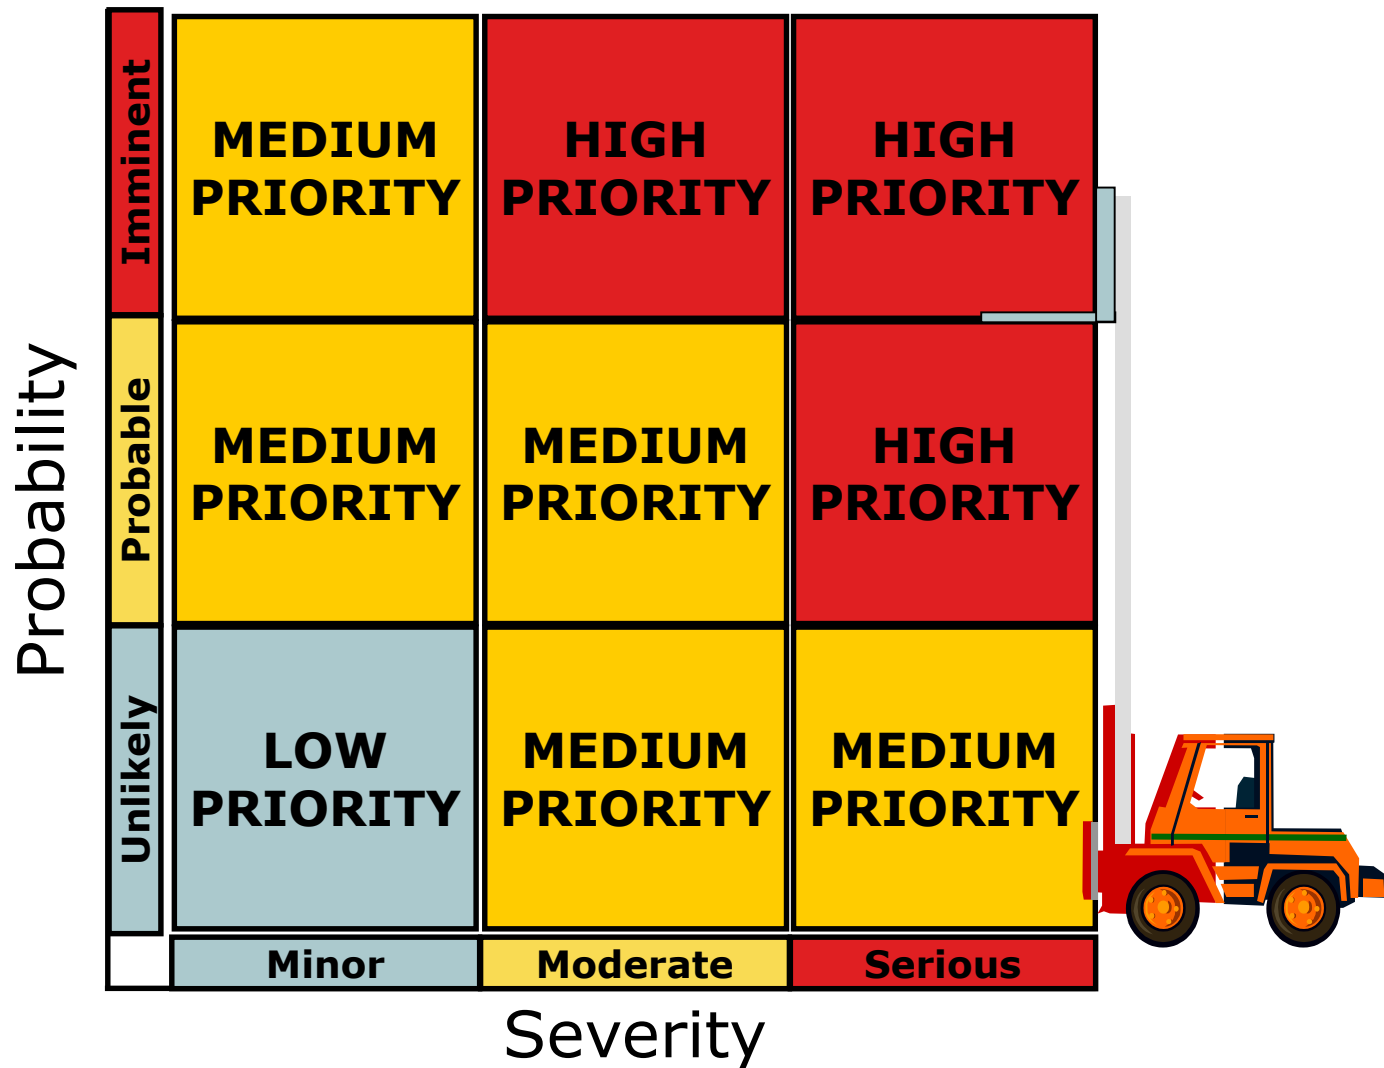 Probability
Imminent
MEDIUM
PRIORITY
HIGH
PRIORITY
HIGH
PRIORITY
Probable
MEDIUM
PRIORITY
MEDIUM
PRIORITY
HIGH
PRIORITY
Unlikely
LOW
PRIORITY
MEDIUM
PRIORITY
MEDIUM
PRIORITY
Minor
Moderate
Serious
Severity